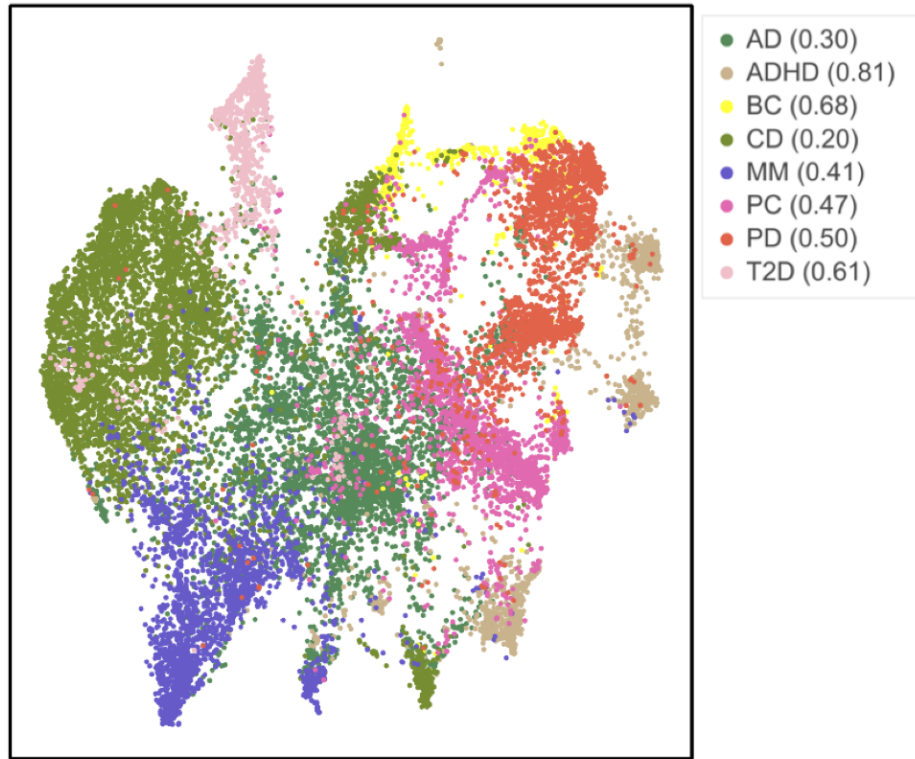 AD (0.30)
ADHD (0.81)
BC (0.68)
CD (0.20)
MM (0.41)
PC (0.47)
PD (0.50)
T2D (0.61)